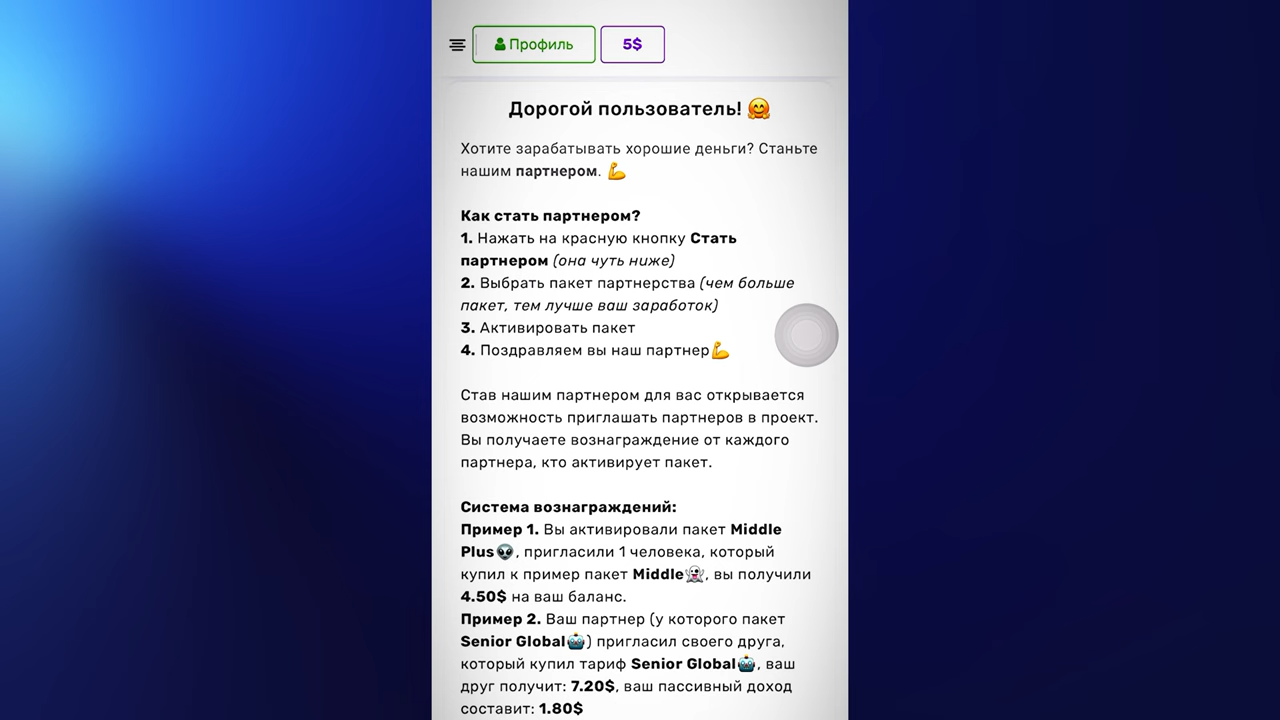 Профиль
5$
Дорогой пользователь! 🤗
Хотите зарабатывать хорошие деньги? Станьте
нашим партнером. 💪
Как стать партнером?
1. Нажать на красную кнопку Стать
партнером (она чуть ниже)
2. Выбрать пакет партнерства (чем больше
пакет, тем лучше ваш заработок)
3. Активировать пакет
4. Поздравляем вы наш партнер💪
Став нашим партнером для вас открывается
возможность приглашать партнеров в проект.
Вы получаете вознаграждение от каждого
партнера, кто активирует пакет.
Система вознаграждений:
Пример 1. Вы активировали пакет Middle
Plus👽, пригласили 1 человека, который
купил к пример пакет Middle👻, вы получили
4.50$ на ваш баланс.
Пример 2. Ваш партнер (у которого пакет
Senior Global🤖) пригласил своего друга,
который купил тариф Senior Global🤖, ваш
друг получит: 7.20$, ваш пассивный доход
составит: 1.80$